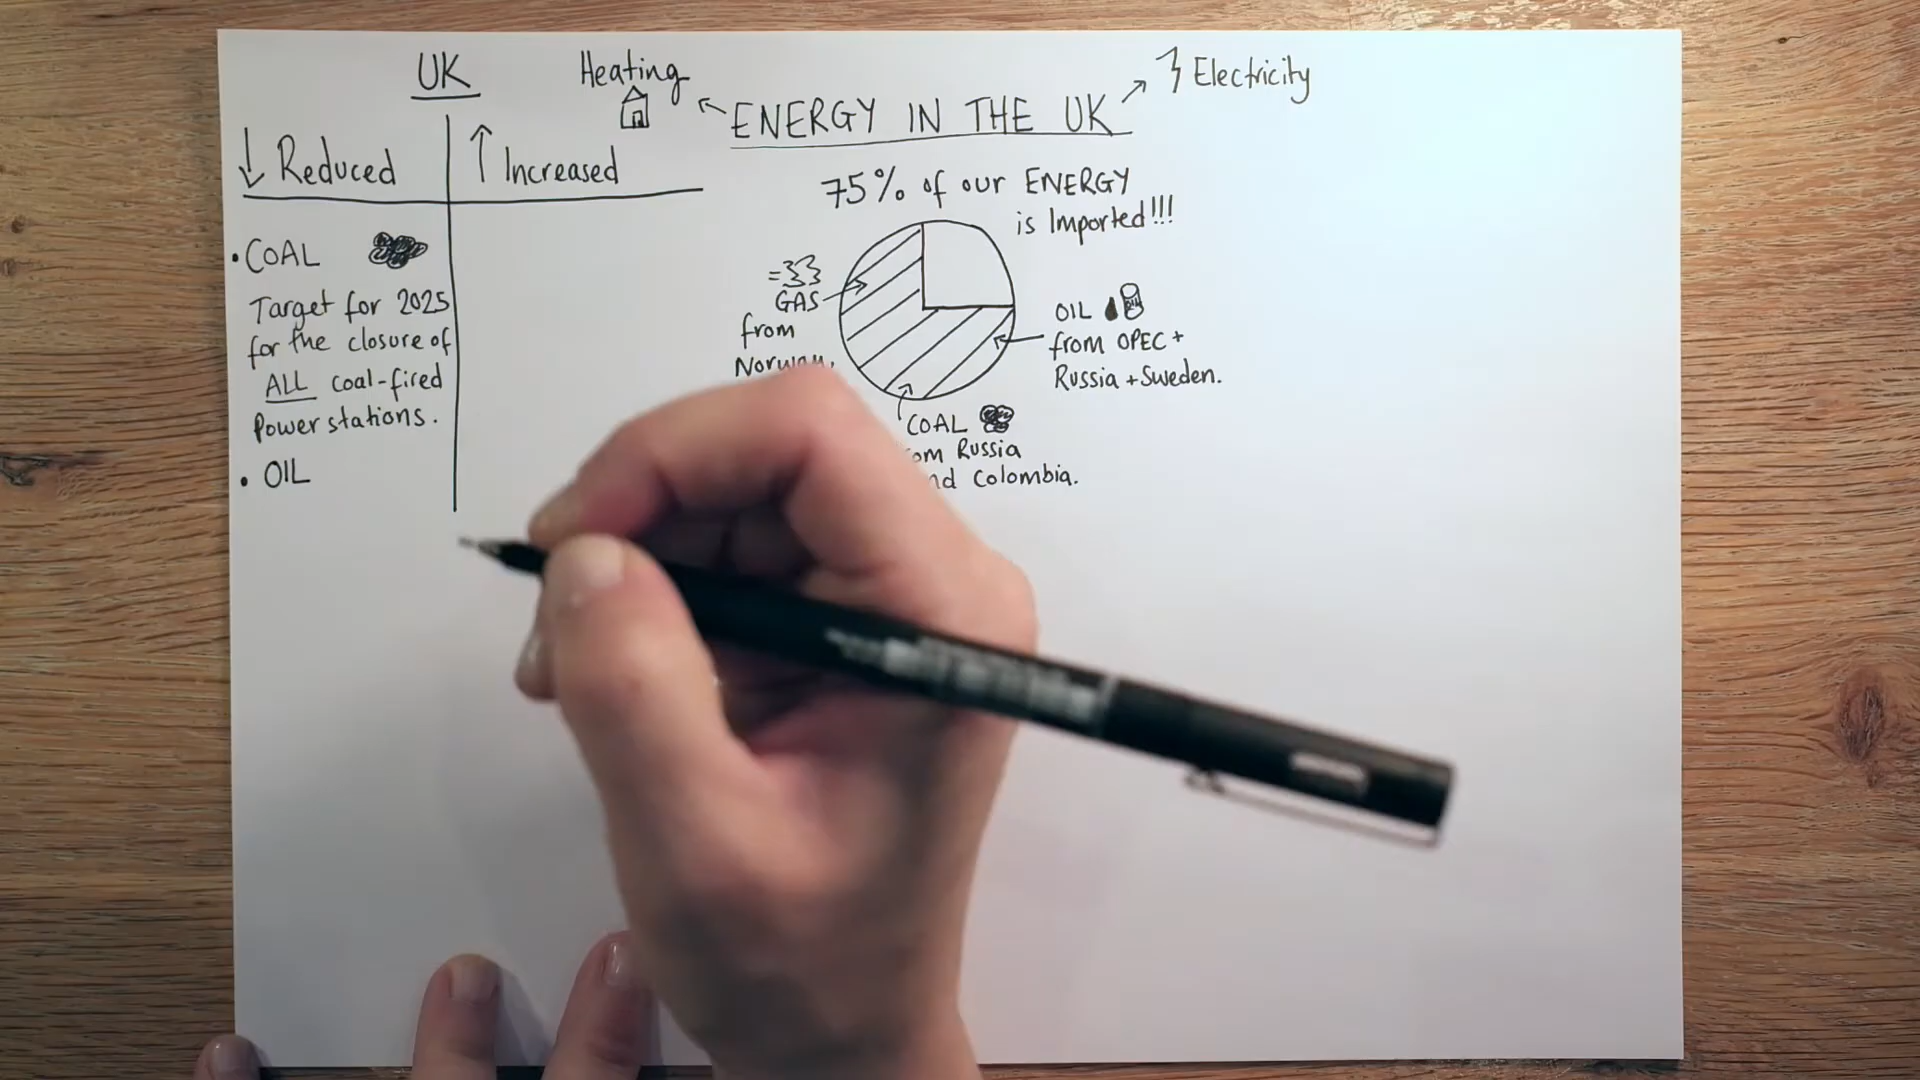 UK
↓ Reduced
↑ Increased
• COAL
Target for 2025
for the closure of
ALL coal-fired
Power stations.
• OIL
Heating
ENERGY IN THE UK
Electricity
75% of our ENERGY
is Imported!!!
GAS
from
Norway.
OIL
from OPEC +
Russia + Sweden.
COAL
Russia
Colombia.